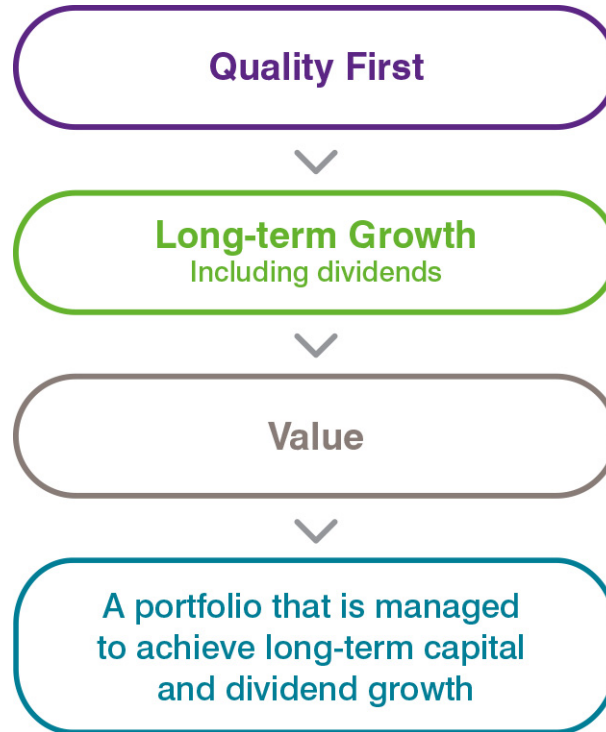 Quality First
Long-term Growth
Including dividends
Value
A portfolio that is managed
to achieve long-term capital
and dividend growth